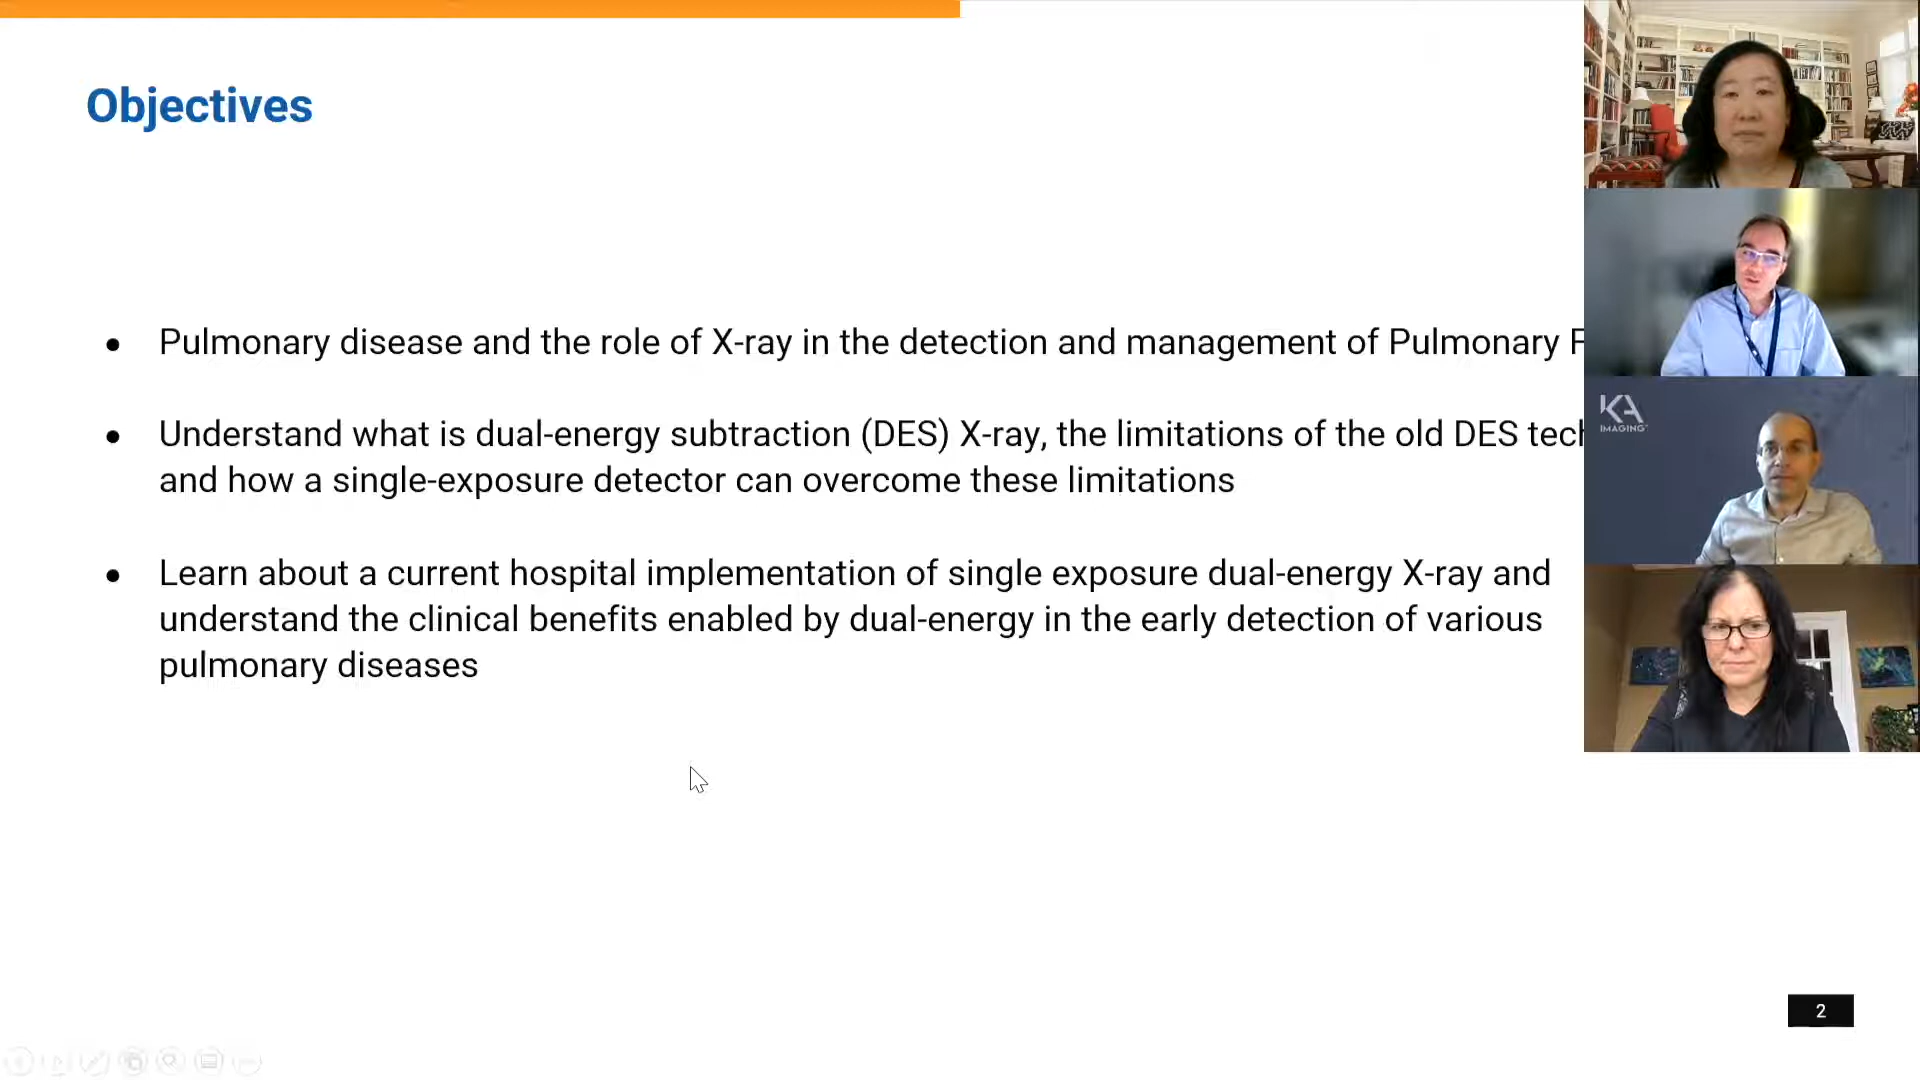 Objectives
● Pulmonary disease and the role of X-ray in the detection and management of Pulmonary
● Understand what is dual-energy subtraction (DES) X-ray, the limitations of the old DES
and how a single-exposure detector can overcome these limitations
● Learn about a current hospital implementation of single exposure dual-energy X-ray and
understand the clinical benefits enabled by dual-energy in the early detection of various
pulmonary diseases
KA
IMAGING
2